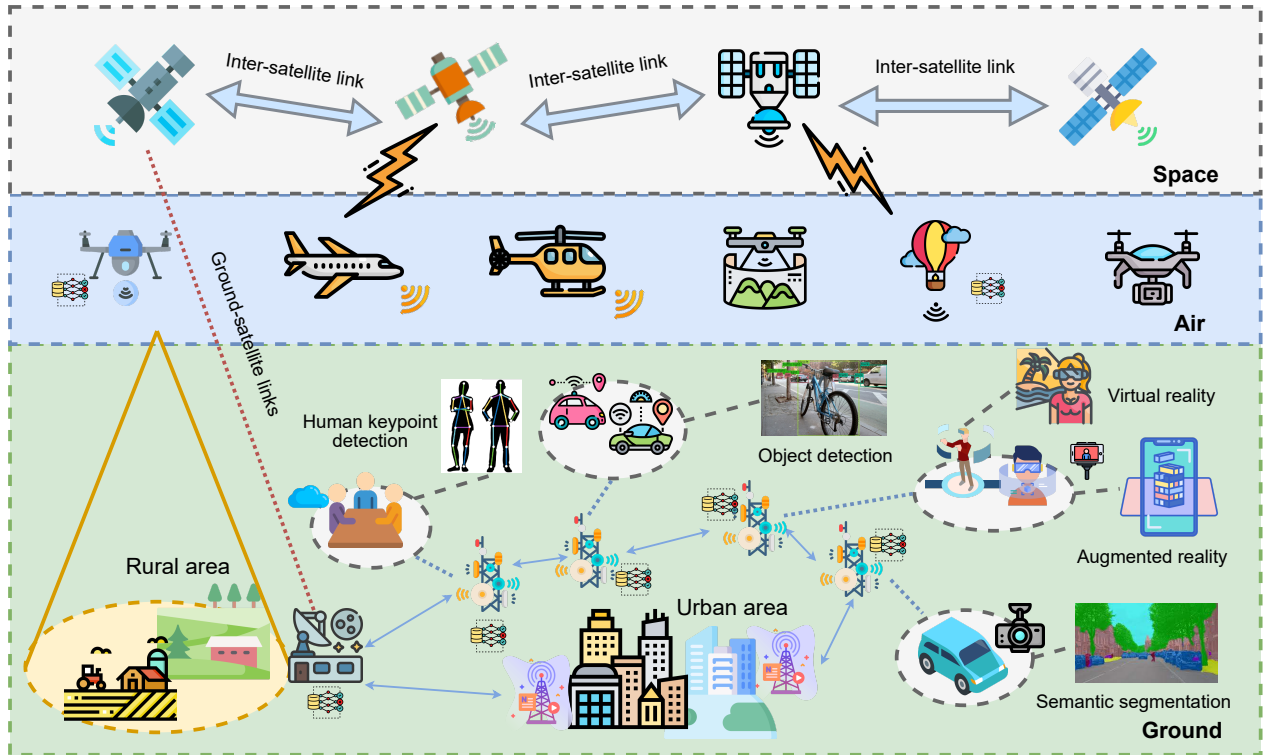 Inter-satellite link
Inter-satellite link
Inter-satellite link
Space
Ground-satellite links
Air
Human keypoint
detection
Object detection
Virtual reality
Augmented reality
Rural area
Urban area
Semantic segmentation
Ground